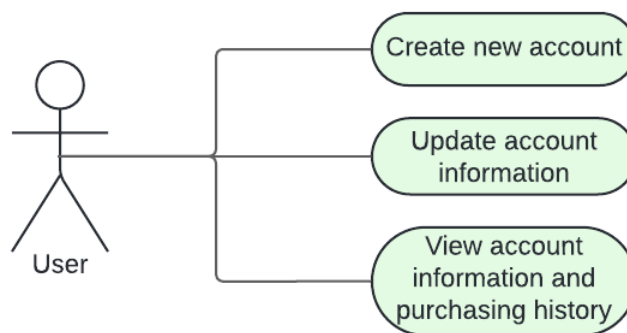 Create new account
Update account
information
View account
information and
purchasing history
User